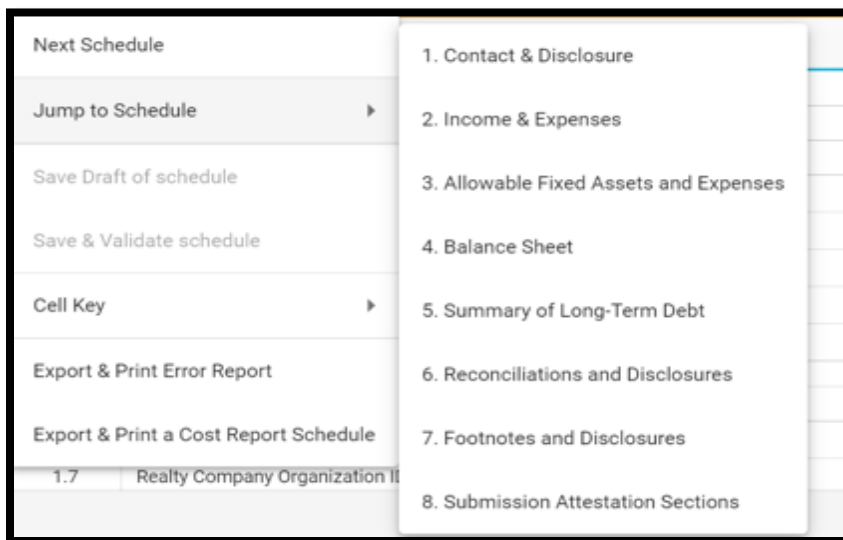 Next Schedule
Jump to Schedule
Save Draft of schedule
Save & Validate schedule
Cell Key
Export & Print Error Report
Export & Print a Cost Report Schedule
1.7 Realty Company Organization
1. Contact & Disclosure
2. Income & Expenses
3. Allowable Fixed Assets and Expenses
4. Balance Sheet
5. Summary of Long-Term Debt
6. Reconciliations and Disclosures
7. Footnotes and Disclosures
8. Submission Attestation Sections